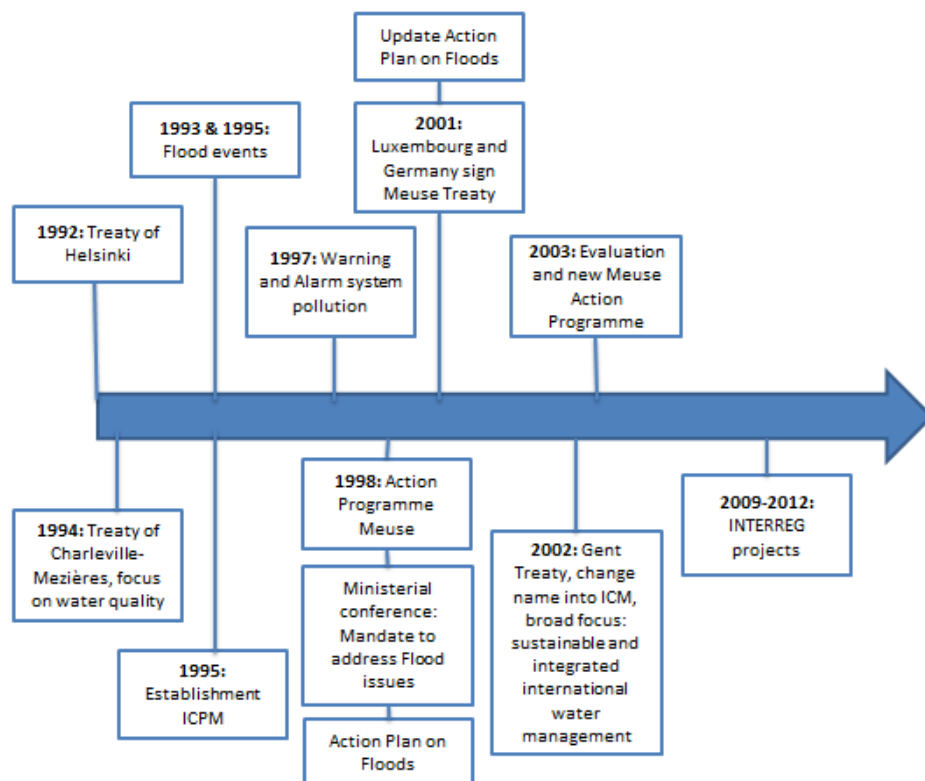 Update Action
Plan on Floods
1993 & 1995:
Flood events
2001:
Luxembourg and
Germany sign
Meuse Treaty
1992: Treaty of
Helsinki
1997: Warning
and Alarm system
pollution
2003: Evaluation
and new Meuse
Action
Programme
1994: Treaty of
Charleville-
Mezières, focus
on water quality
1995:
Establishment
ICPM
1998: Action
Programme
Meuse
Ministerial
conference:
Mandate to
address Flood
issues
Action Plan on
Floods
2002: Gent
Treaty, change
name into ICM,
broad focus:
sustainable and
integrated
international
water
management
2009-2012:
INTERREG
projects